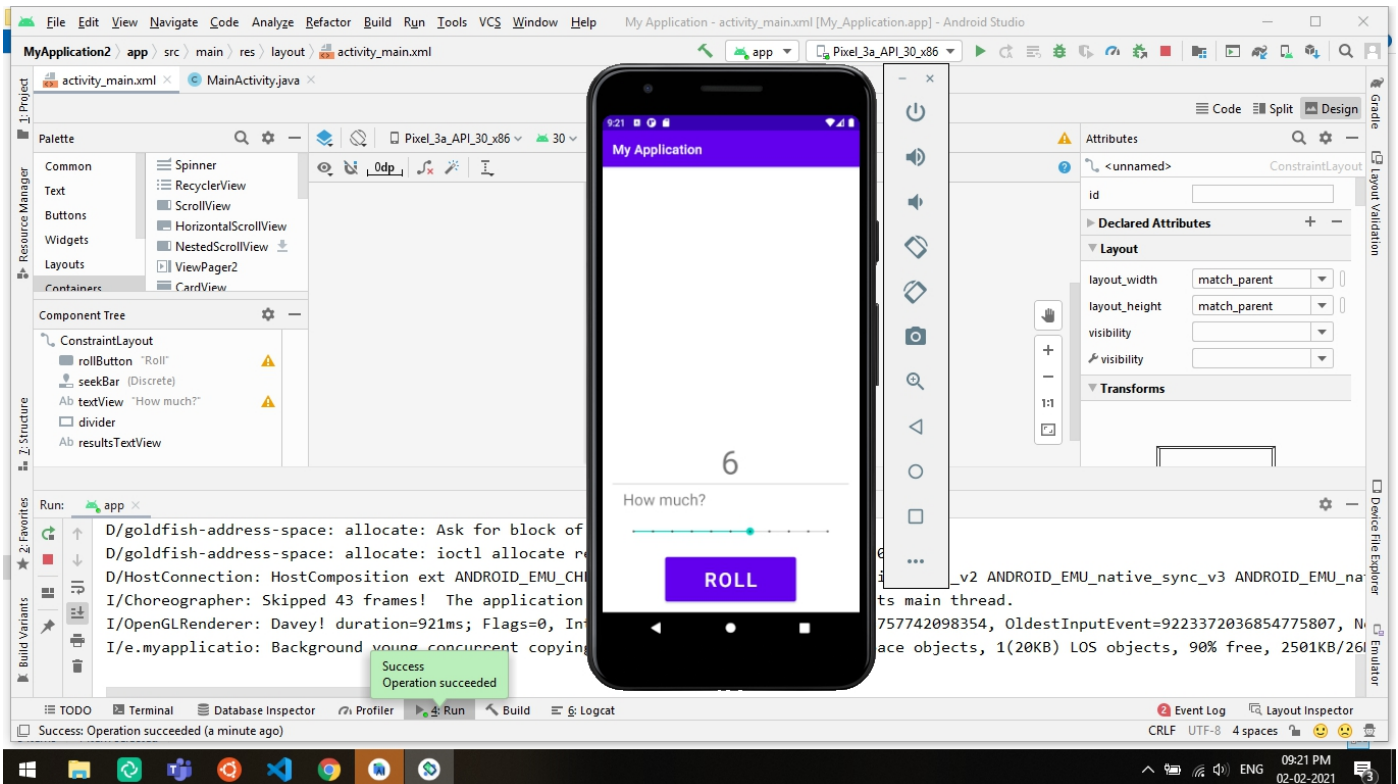 File Edit View Navigate Code Analyze Refactor Build Run Tools VCS Window Help My Application - activity_main.xml [My_Application.app] - Android Studio
MyApplication2 app src main res layout activity_main.xml app Pixel_3a_API_30_x86
activity_main.xml MainActivity.java
Code Split Design
Palette
Pixel_3a_API_30_x86 30
Attributes
Common
Text
Buttons
Widgets
Layouts
Containers
Spinner
RecyclerView
ScrollView
HorizontalScrollView
NestedScrollView
ViewPager2
CardView
0dp
<unnamed> ConstraintLayout
id
Declared Attributes
Layout
layout_width match_parent
layout_height match_parent
visibility
visibility
Transforms
Component Tree
ConstraintLayout
rollButton "Roll"
seekBar (Discrete)
Ab textView "How much?"
divider
Ab resultsTextView
1:1
9:21
My Application
6
How much?
ROLL
1: Project
Resource Manager
Z: Structure
2: Favorites
Build Variants
Gradle
Layout Validation
Device File Explorer
Emulator
Run: app
D/goldfish-address-space: allocate: Ask for block of
D/goldfish-address-space: allocate: ioctl allocate re
D/HostConnection: HostComposition ext ANDROID_EMU_CHE _v2 ANDROID_EMU_native_sync_v3 ANDROID_EMU_na
I/Choreographer: Skipped 43 frames! The application ts main thread.
I/OpenGLRenderer: Davey! duration=921ms; Flags=0, Int 757742098354, OldestInputEvent=9223372036854775807, N
I/e.myapplicatio: Background young concurrent copying ace objects, 1(20KB) LOS objects, 90% free, 2501KB/26
Success
Operation succeeded
TODO Terminal Database Inspector Profiler 4: Run Build 6: Logcat 2 Event Log Layout Inspector
Success: Operation succeeded (a minute ago) CRLF UTF-8 4 spaces
ENG 09:21 PM
02-02-2021
3